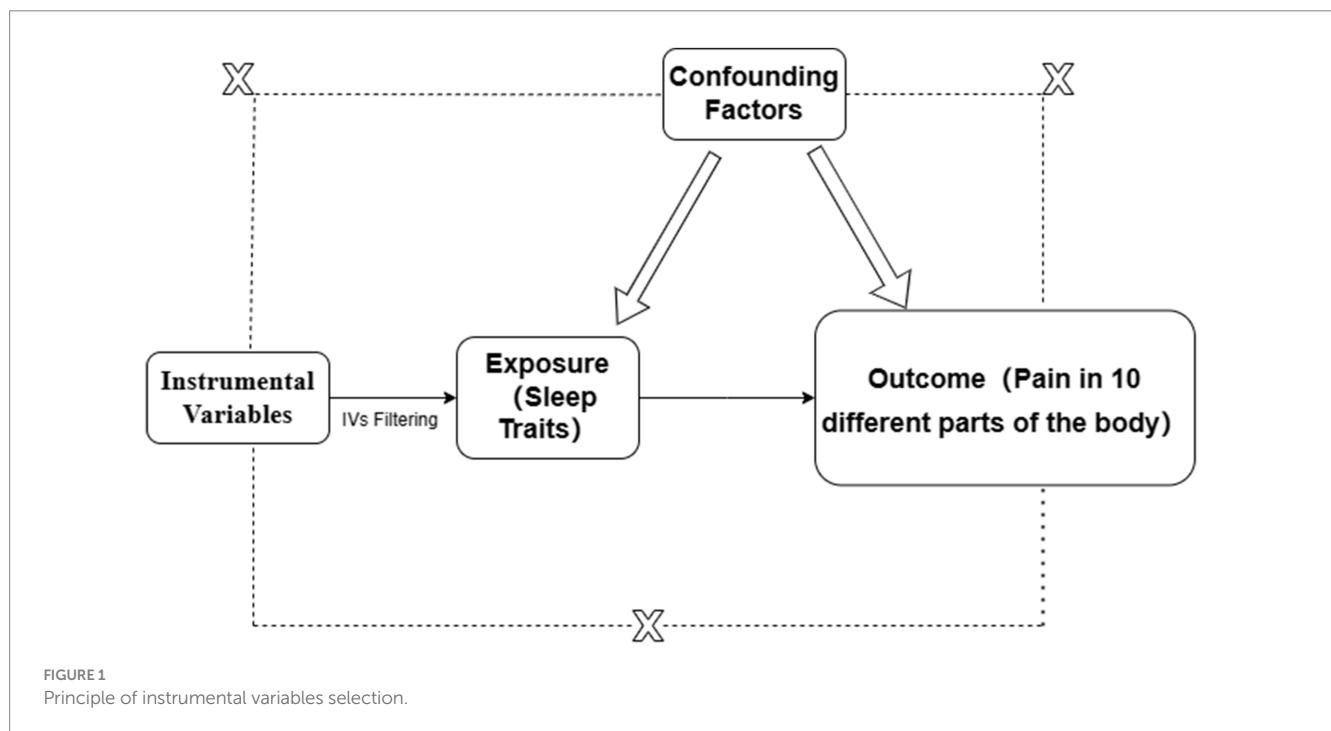 X
Confounding
Factors
X
Instrumental
Variables
IVs Filtering
Exposure
（Sleep
Traits）
Outcome（Pain in 10
different parts of the body）
X
FIGURE 1
Principle of instrumental variables selection.